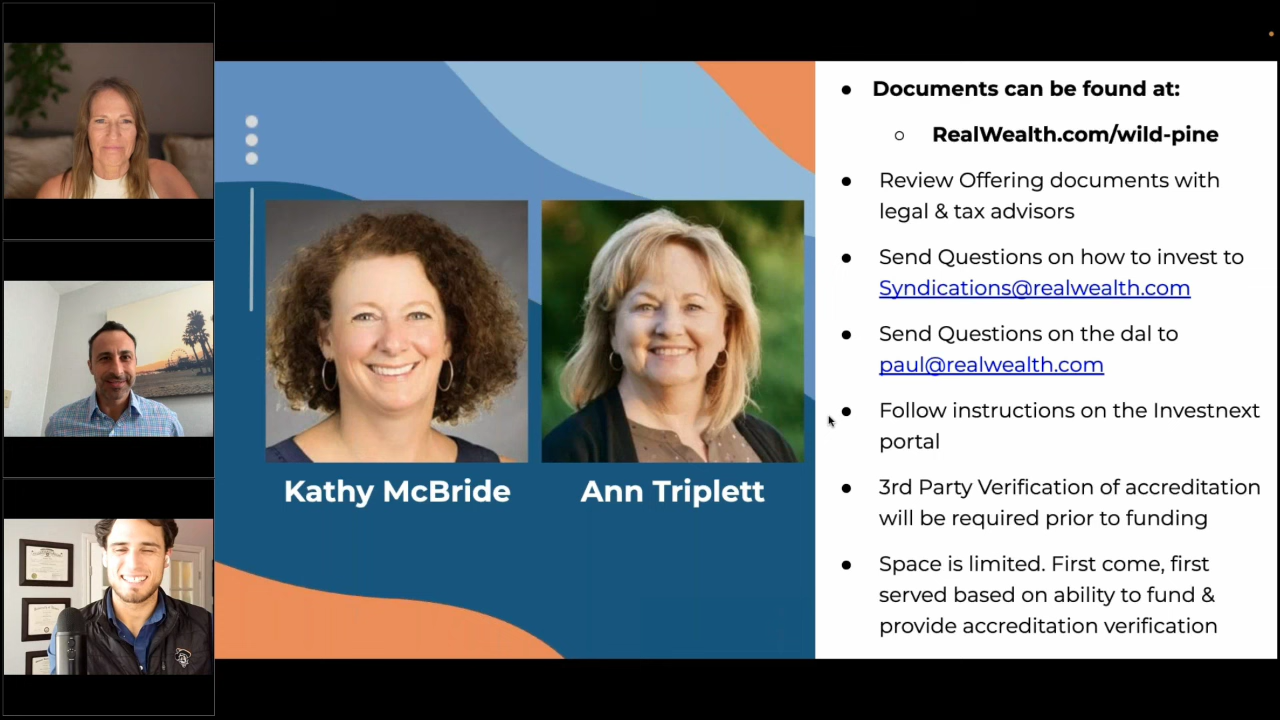 Kathy McBride
Ann Triplett
Documents can be found at:
RealWealth.com/wild-pine
Review Offering documents with
legal & tax advisors
Send Questions on how to invest to
Syndications@realwealth.com
Send Questions on the dal to
paul@realwealth.com
Follow instructions on the Investnext
portal
3rd Party Verification of accreditation
will be required prior to funding
Space is limited. First come, first
served based on ability to fund &
provide accreditation verification